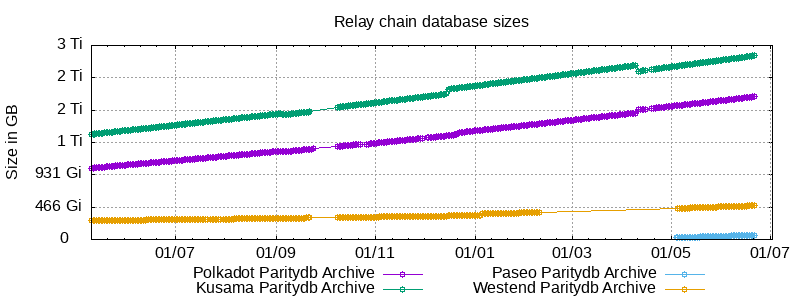 Relay chain database sizes
Size in GB
3 Ti
2 Ti
2 Ti
1 Ti
931 Gi
466 Gi
0
01/07 01/09 01/11 01/01 01/03 01/05 01/07
Polkadot Paritydb Archive Paseo Paritydb Archive
Kusama Paritydb Archive Westend Paritydb Archive